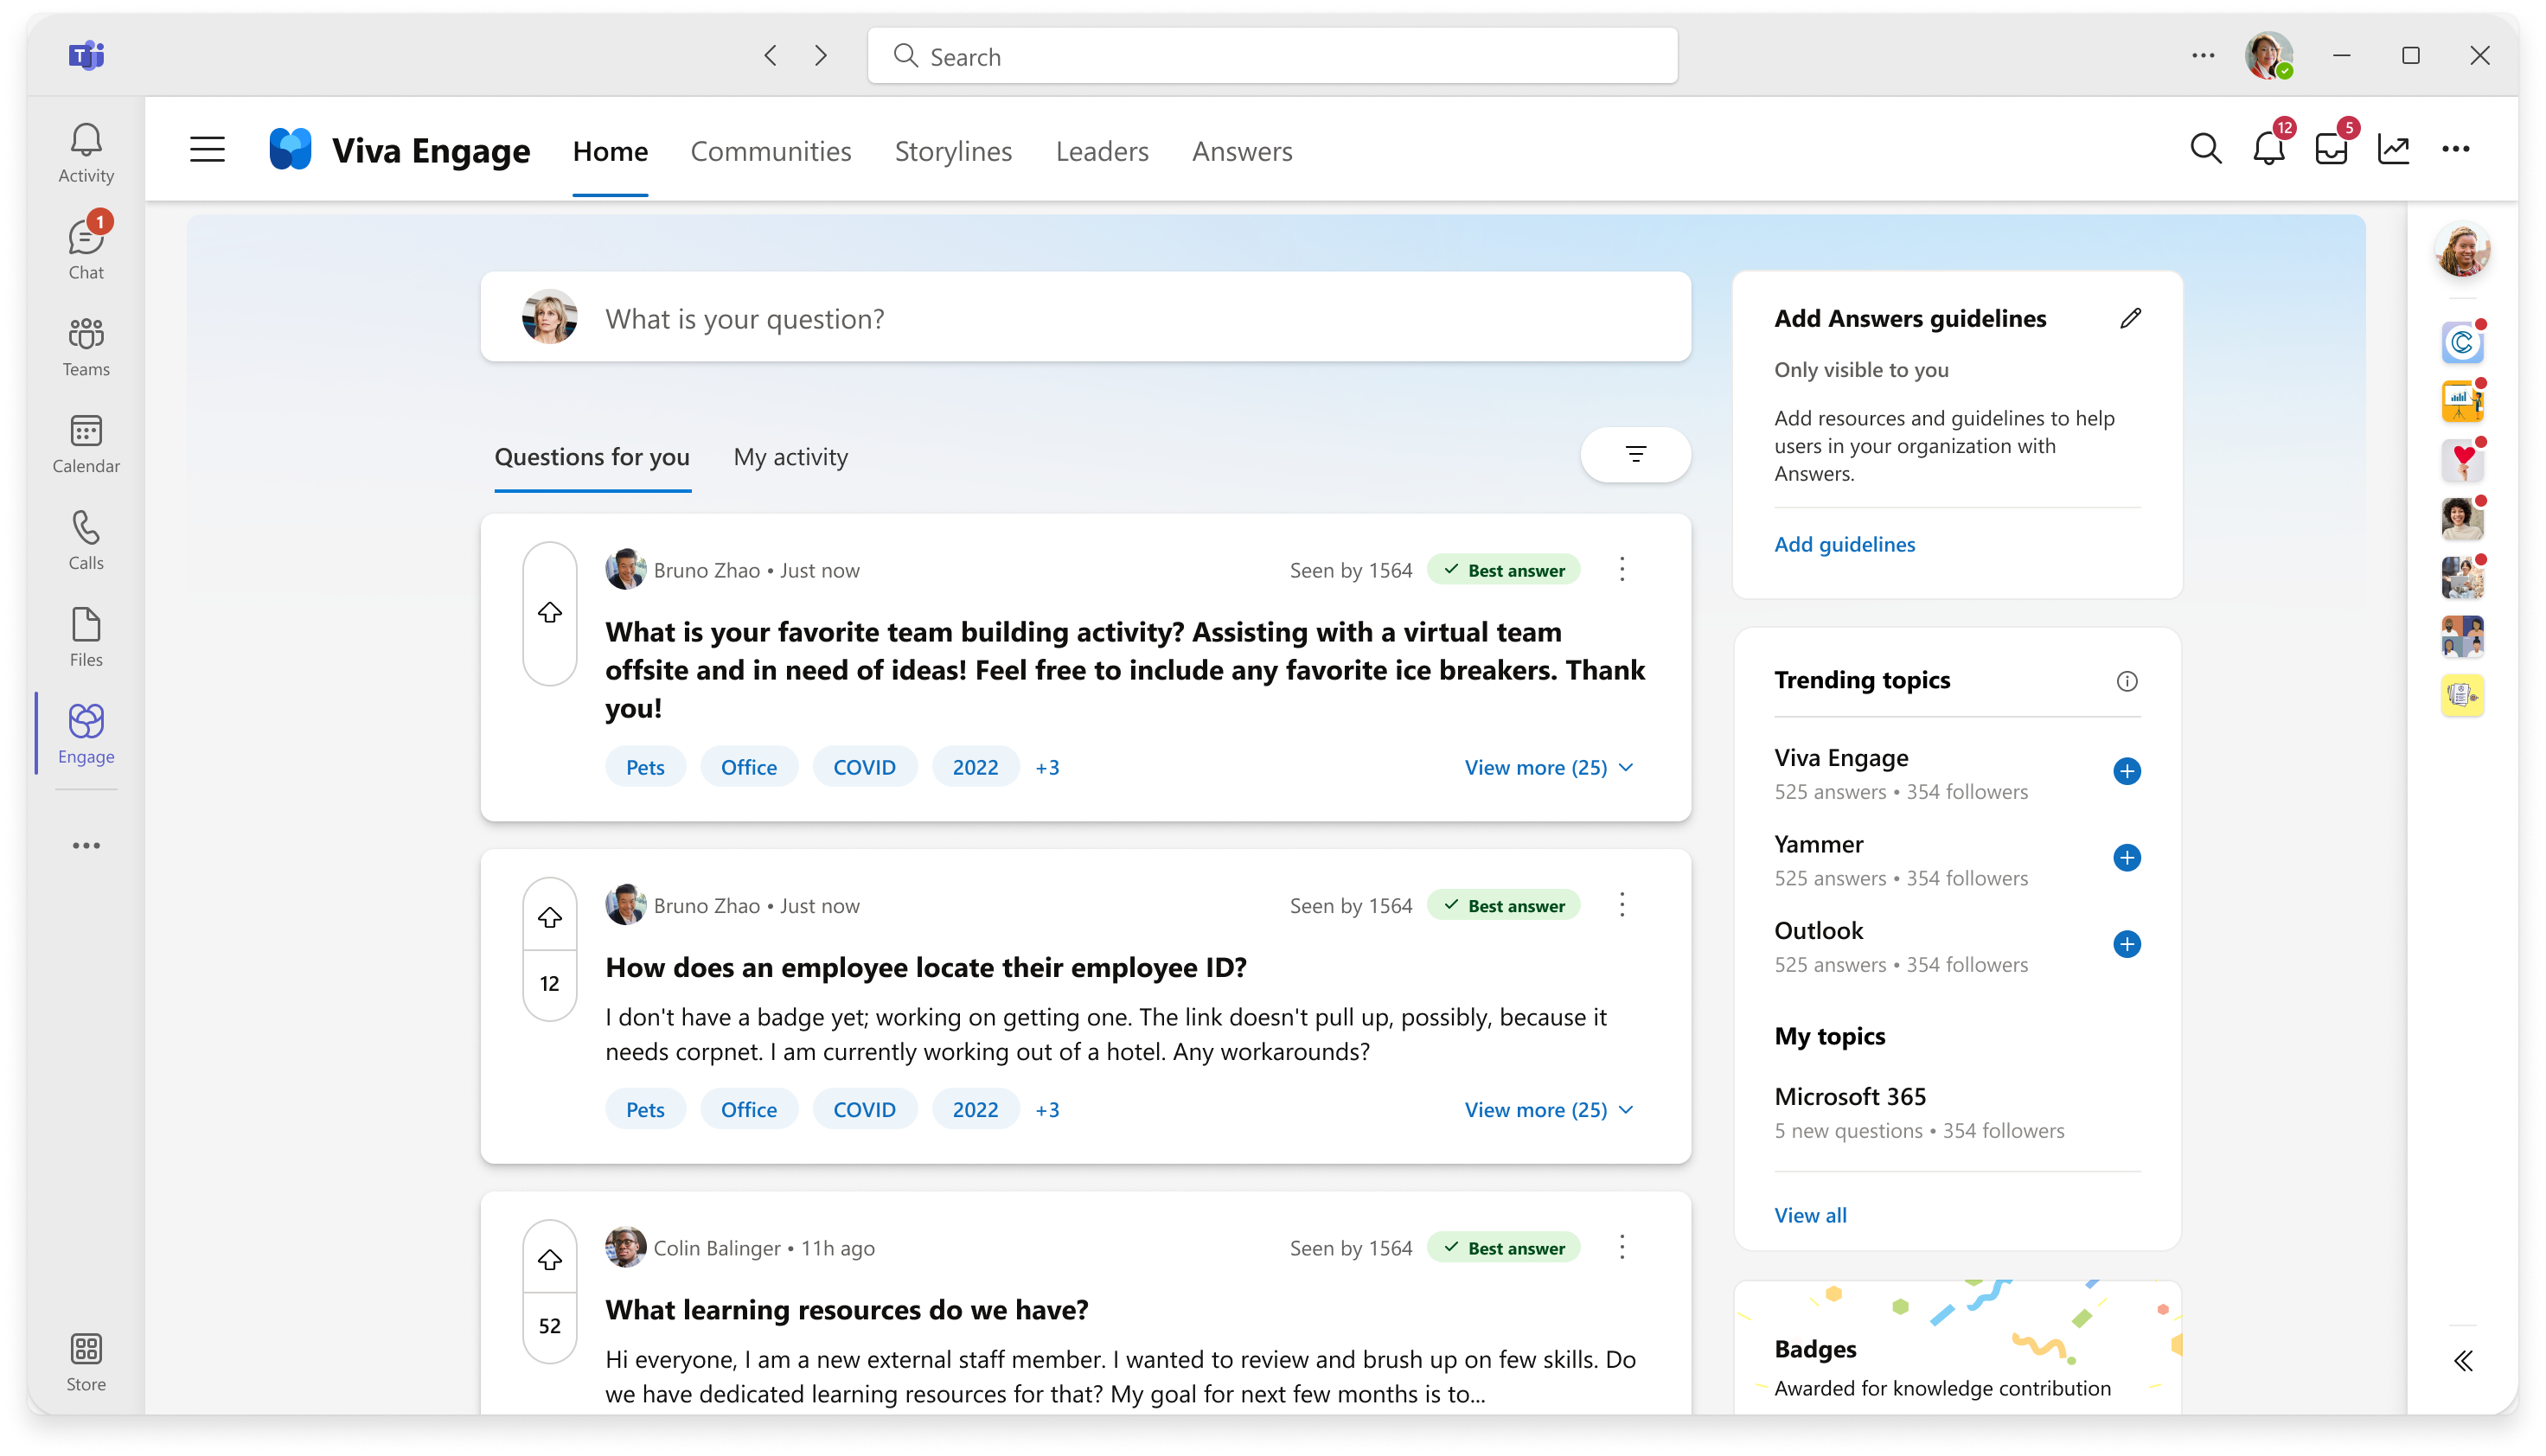 Search
Activity
1
Chat
Teams
Calendar
Calls
Files
Engage
Store
Viva Engage
Home
Communities
Storylines
Leaders
Answers
12
5
What is your question?
Questions for you
My activity
Bruno Zhao • Just now
Seen by 1564
Best answer
What is your favorite team building activity? Assisting with a virtual team
offsite and in need of ideas! Feel free to include any favorite ice breakers. Thank
you!
Pets
Office
COVID
2022
+3
View more (25)
Bruno Zhao • Just now
Seen by 1564
Best answer
12
How does an employee locate their employee ID?
I don't have a badge yet; working on getting one. The link doesn't pull up, possibly, because it
needs corpnet. I am currently working out of a hotel. Any workarounds?
Pets
Office
COVID
2022
+3
View more (25)
Colin Balinger • 11h ago
Seen by 1564
Best answer
52
What learning resources do we have?
Hi everyone, I am a new external staff member. I wanted to review and brush up on few skills. Do
we have dedicated learning resources for that? My goal for next few months is to...
Add Answers guidelines
Only visible to you
Add resources and guidelines to help
users in your organization with
Answers.
Add guidelines
Trending topics
Viva Engage
525 answers • 354 followers
Yammer
525 answers • 354 followers
Outlook
525 answers • 354 followers
My topics
Microsoft 365
5 new questions • 354 followers
View all
Badges
Awarded for knowledge contribution